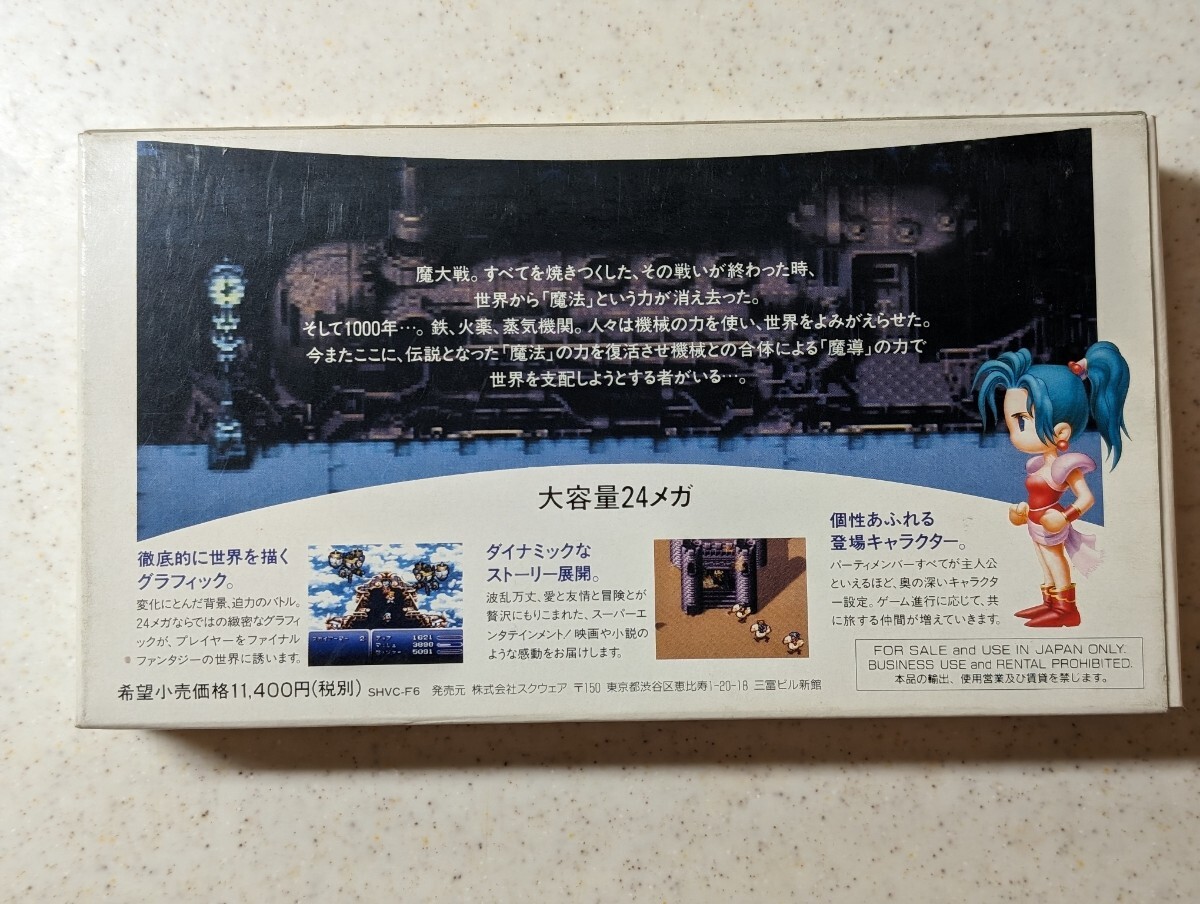 魔大戦。すべてを焼きつくした、その戦いが終わった時、
世界から「魔法」という力が消え去った。
そして1000年…。鉄、火薬、蒸気機関。人々は機械の力を使い、世界をよみがえらせた。
今またここに、伝説となった「魔法」の力を復活させ機械との合体による「魔導」の力で
世界を支配しようとする者がいる…。
大容量24メガ
徹底的に世界を描く
グラフィック。
変化にとんだ背景、迫力のバトル。
24メガならではの緻密なグラフィ
ックが、プレイヤーをファイナル
ファンタジーの世界に誘います。
ダイナミックな
ストーリー展開。
波乱万丈、愛と友情と冒険とが
贅沢にもりこまれた、スーパーエ
ンタテインメント/映画や小説の
ような感動をお届けします。
個性あふれる
登場キャラクター。
パーティメンバーすべてが主人公
といえるほど、奥の深いキャラクタ
ー設定。ゲーム進行に応じて、共
に旅する仲間が増えていきます。
FOR SALE and USE IN JAPAN ONLY.
BUSINESS USE and RENTAL PROHIBITED.
本品の輸出、使用営業及び賃貸を禁じます。
希望小売価格11,400円(税別) SHVC-F6 発売元 株式会社スクウェア 〒150 東京都渋谷区恵比寿1-20-18 三富ビル新館